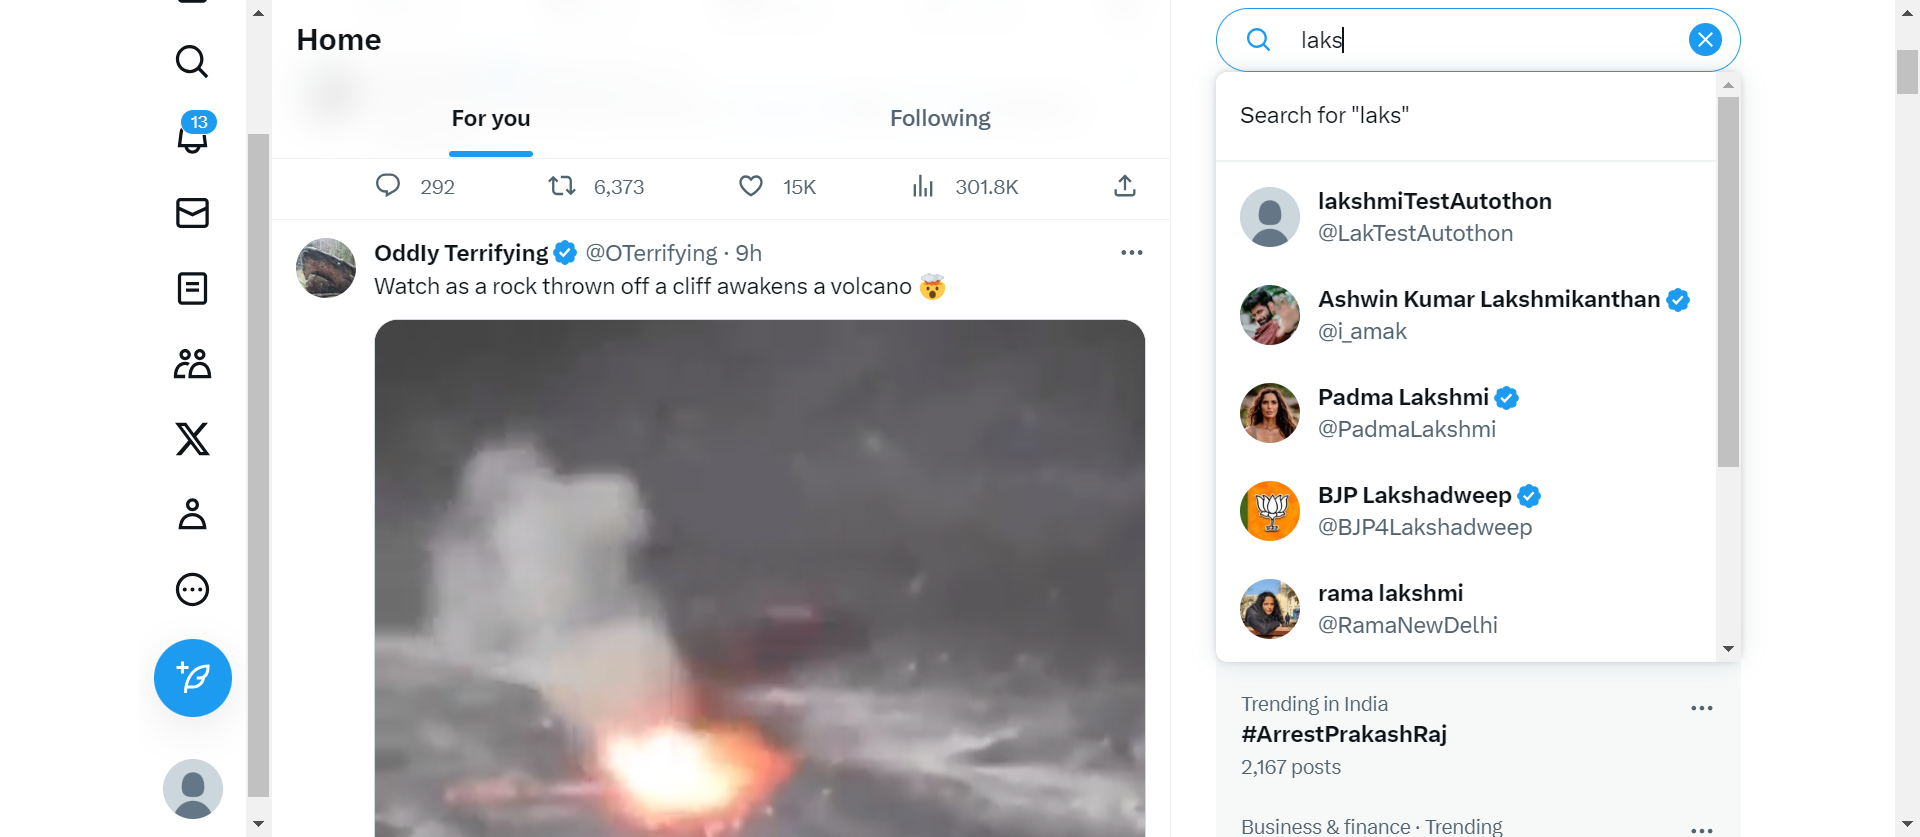 Home
For you
Following
292
6,373
15K
301.8K
13
Oddly Terrifying @OTerrifying · 9h
Watch as a rock thrown off a cliff awakens a volcano 🤯
laks
Search for "laks"
lakshmiTestAutothon
@LakTestAutothon
Ashwin Kumar Lakshmikanthan
@i_amak
Padma Lakshmi
@PadmaLakshmi
BJP Lakshadweep
@BJP4Lakshadweep
rama lakshmi
@RamaNewDelhi
Trending in India
#ArrestPrakashRaj
2,167 posts
Business & finance · Trending